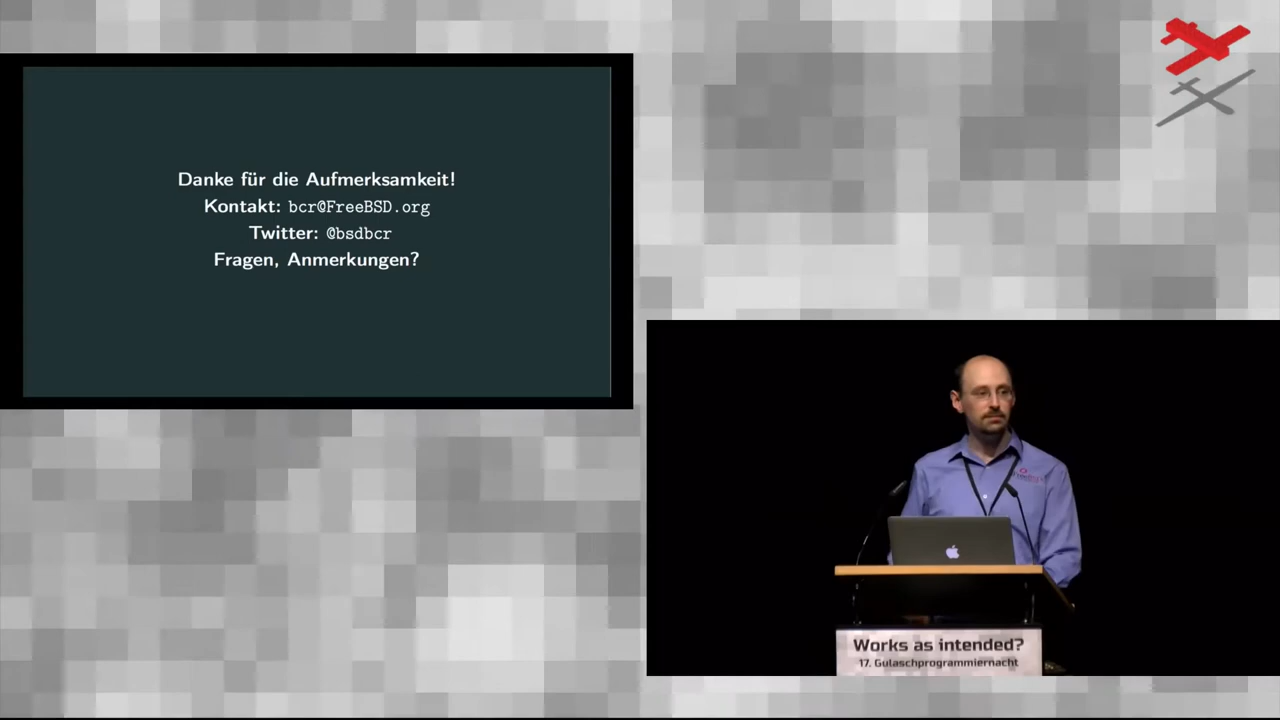 Danke für die Aufmerksamkeit!
Kontakt: bcr@FreeBSD.org
Twitter: @bsdbcr
Fragen, Anmerkungen?
Works as intended?
17. Gulaschprogrammiernacht